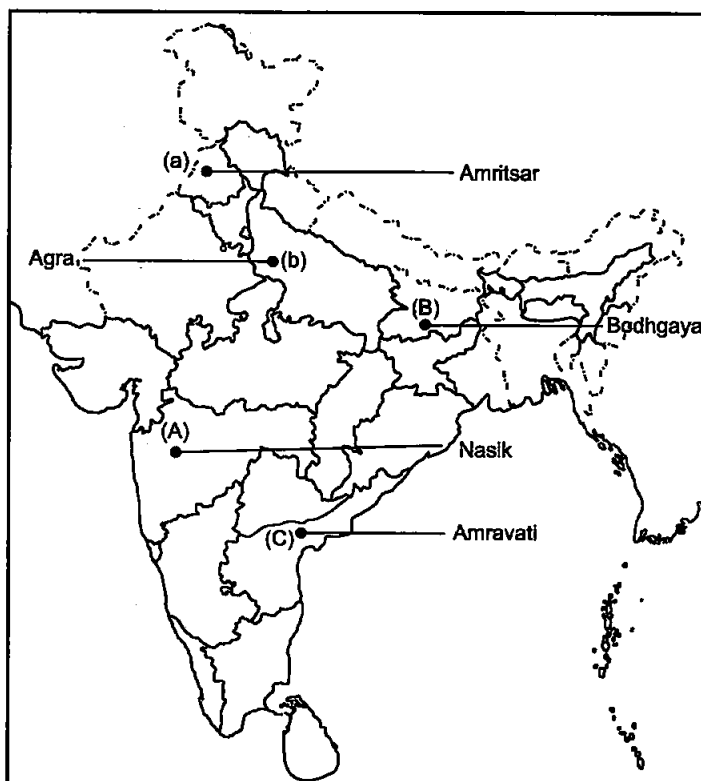 (a)
Amritsar
Agra
(b)
(B)
Bodhgaya
(A)
Nasik
(C)
Amravati